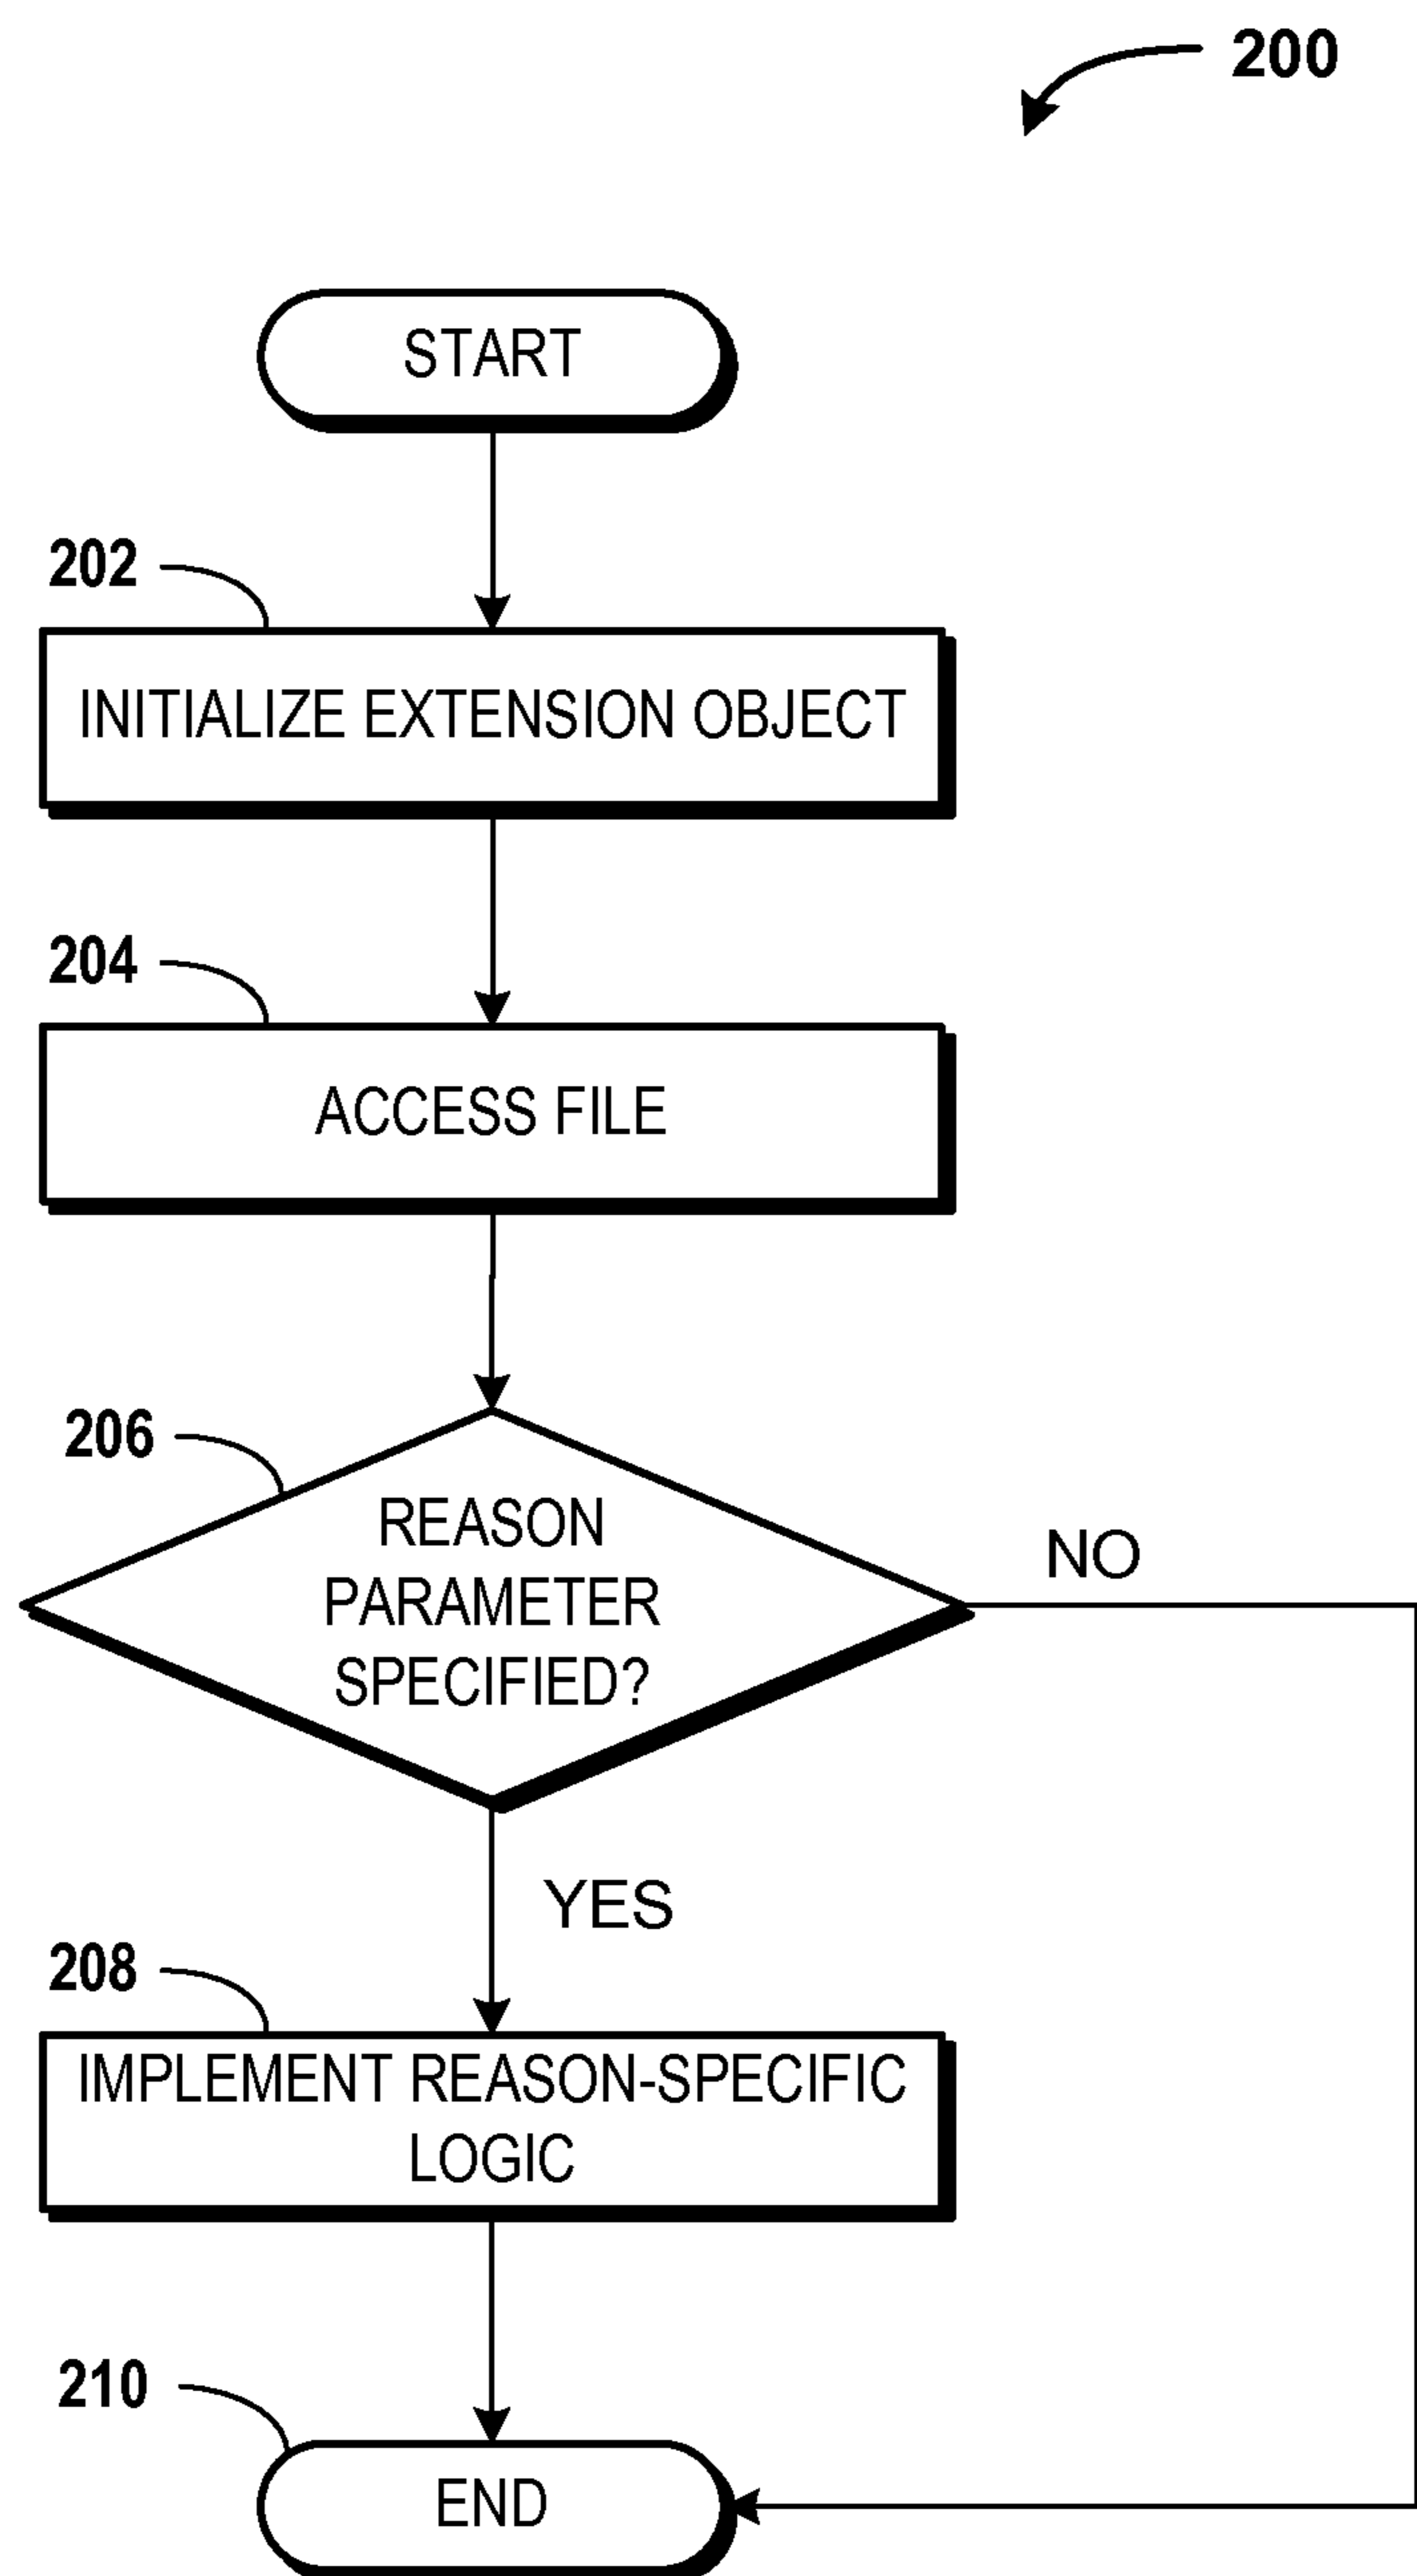 200
START
202
INITIALIZE EXTENSION OBJECT
204
ACCESS FILE
206
REASON
PARAMETER
SPECIFIED?
NO
YES
208
IMPLEMENT REASON-SPECIFIC
LOGIC
210
END